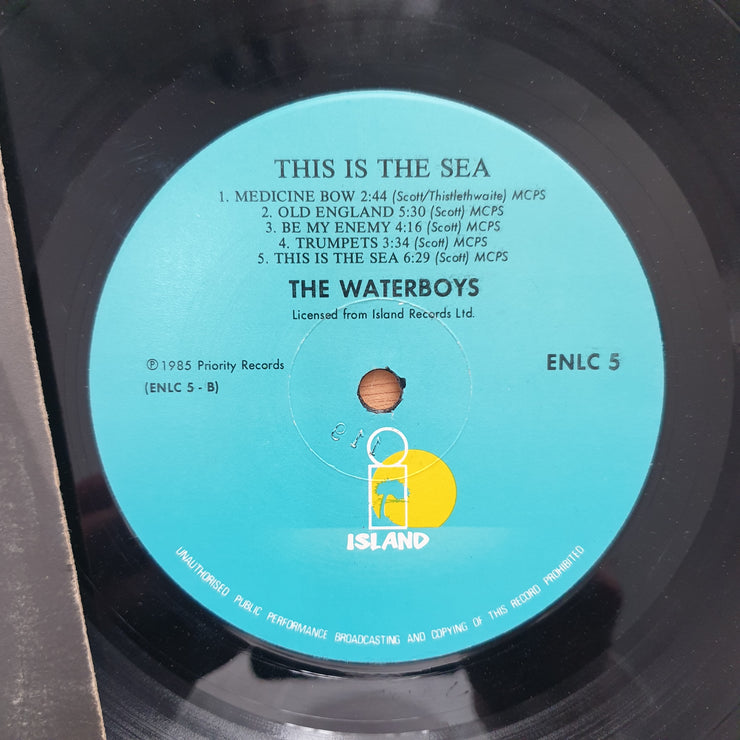 THIS IS THE SEA
1. MEDICINE BOW 2:44 (Scott/Thistlethwaite) MCPS
2. OLD ENGLAND 5:30 (Scott) MCPS
3. BE MY ENEMY 4:16 (Scott) MCPS
4. TRUMPETS 3:34 (Scott) MCPS
5. THIS IS THE SEA 6:29 (Scott) MCPS
THE WATERBOYS
Licensed from Island Records Ltd.
Ⓟ 1985 Priority Records
(ENLC 5 - B)
ENLC 5
ISLAND
UNAUTHORISED PUBLIC PERFORMANCE BROADCASTING AND COPYING OF THIS RECORD PROHIBITED